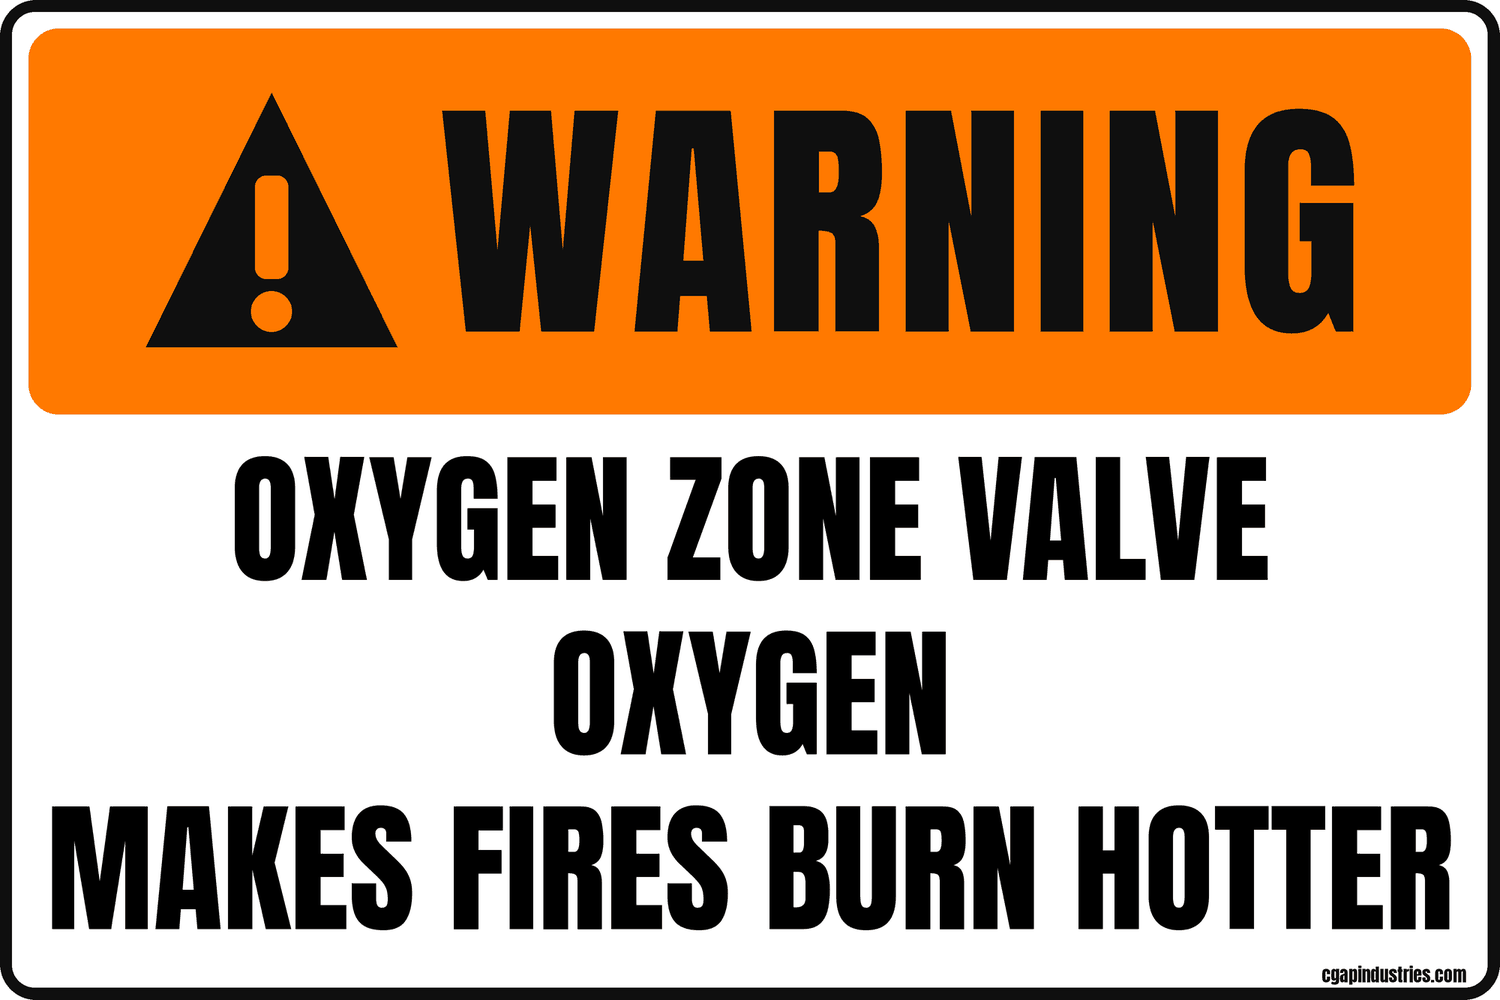 WARNING
OXYGEN ZONE VALVE
OXYGEN
MAKES FIRES BURN HOTTER
cgapindustries.com